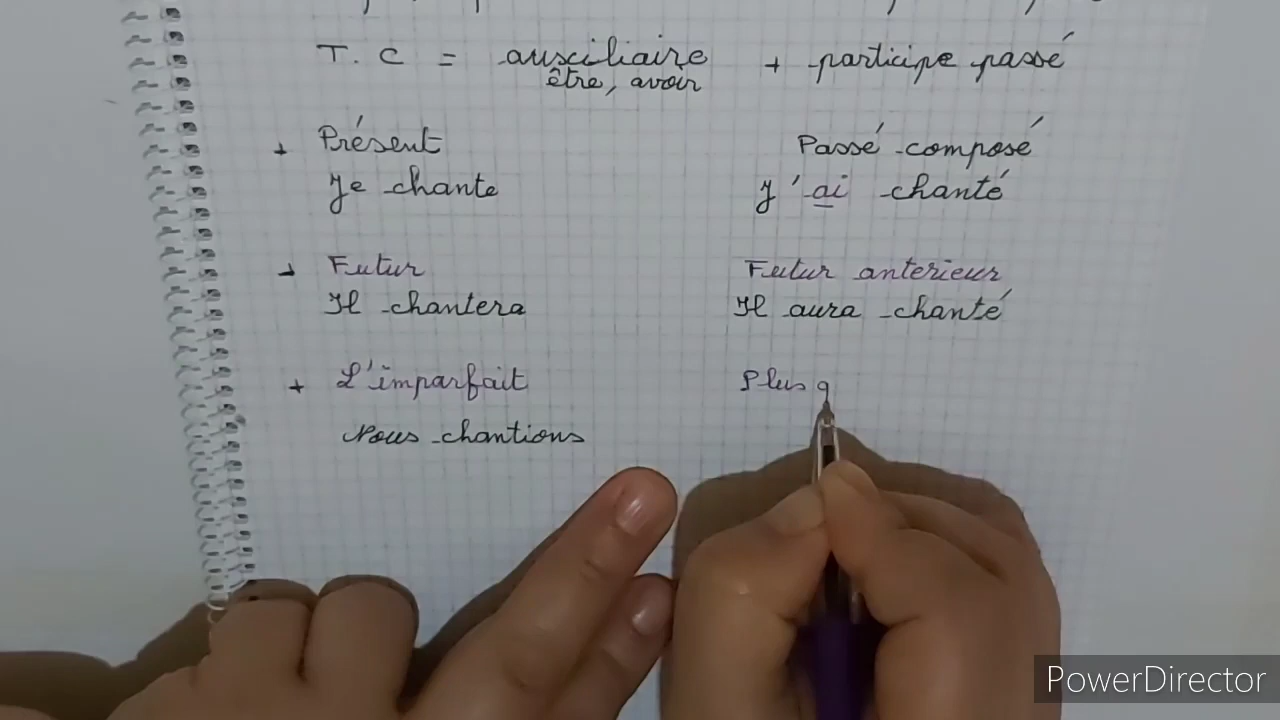 T. C = auxiliaire + participe passé
être, avoir
+ Présent Passé composé
Je chante J'ai chanté
+ Futur Futur anterieur
Il chantera Il aura chanté
+ L'imparfait Plus q
Nous chantions
PowerDirector